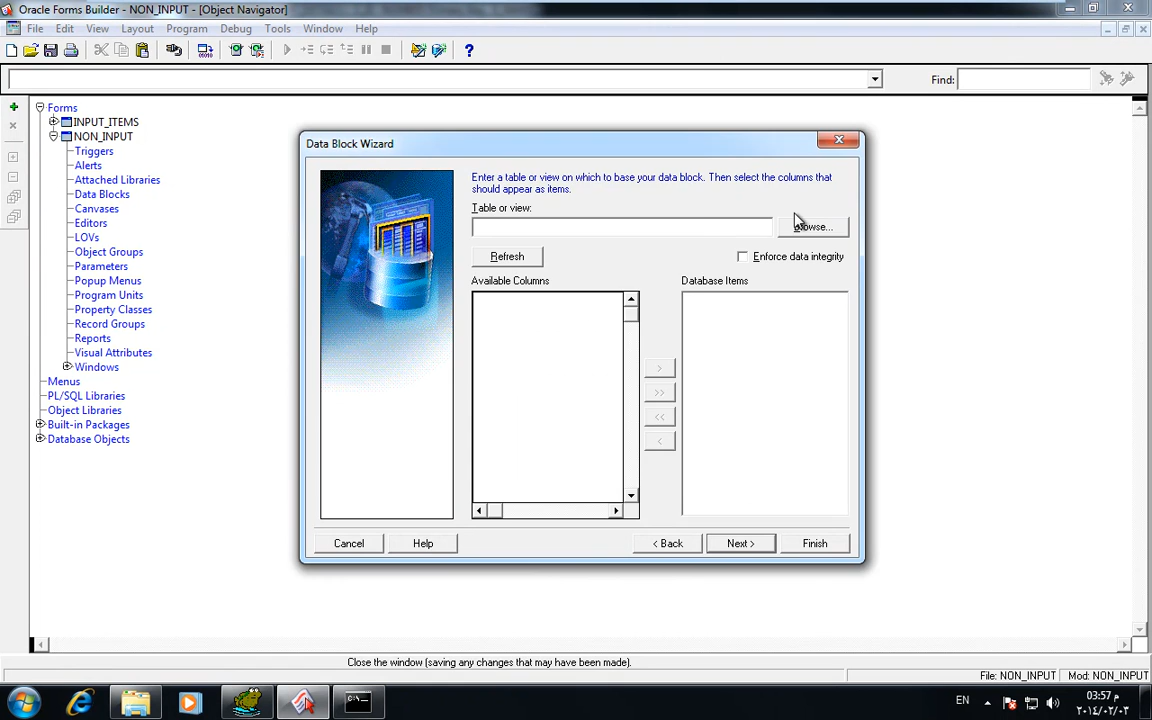 Oracle Forms Builder - NON_INPUT - [Object Navigator]
File Edit View Layout Program Debug Tools Window Help
Find:
Forms
INPUT_ITEMS
NON_INPUT
Triggers
Alerts
Attached Libraries
Data Blocks
Canvases
Editors
LOVs
Object Groups
Parameters
Popup Menus
Program Units
Property Classes
Record Groups
Reports
Visual Attributes
Windows
Menus
PL/SQL Libraries
Object Libraries
Built-in Packages
Database Objects
Data Block Wizard
Enter a table or view on which to base your data block. Then select the columns that
should appear as items.
Table or view:
Browse...
Refresh
Enforce data integrity
Available Columns
Database Items
>
>>
<<
<
Cancel
Help
< Back
Next >
Finish
Close the window (saving any changes that may have been made).
File: NON_INPUT
Mod: NON_INPUT
EN
03:57 م
٢٠١٤/٠٢/٠٣